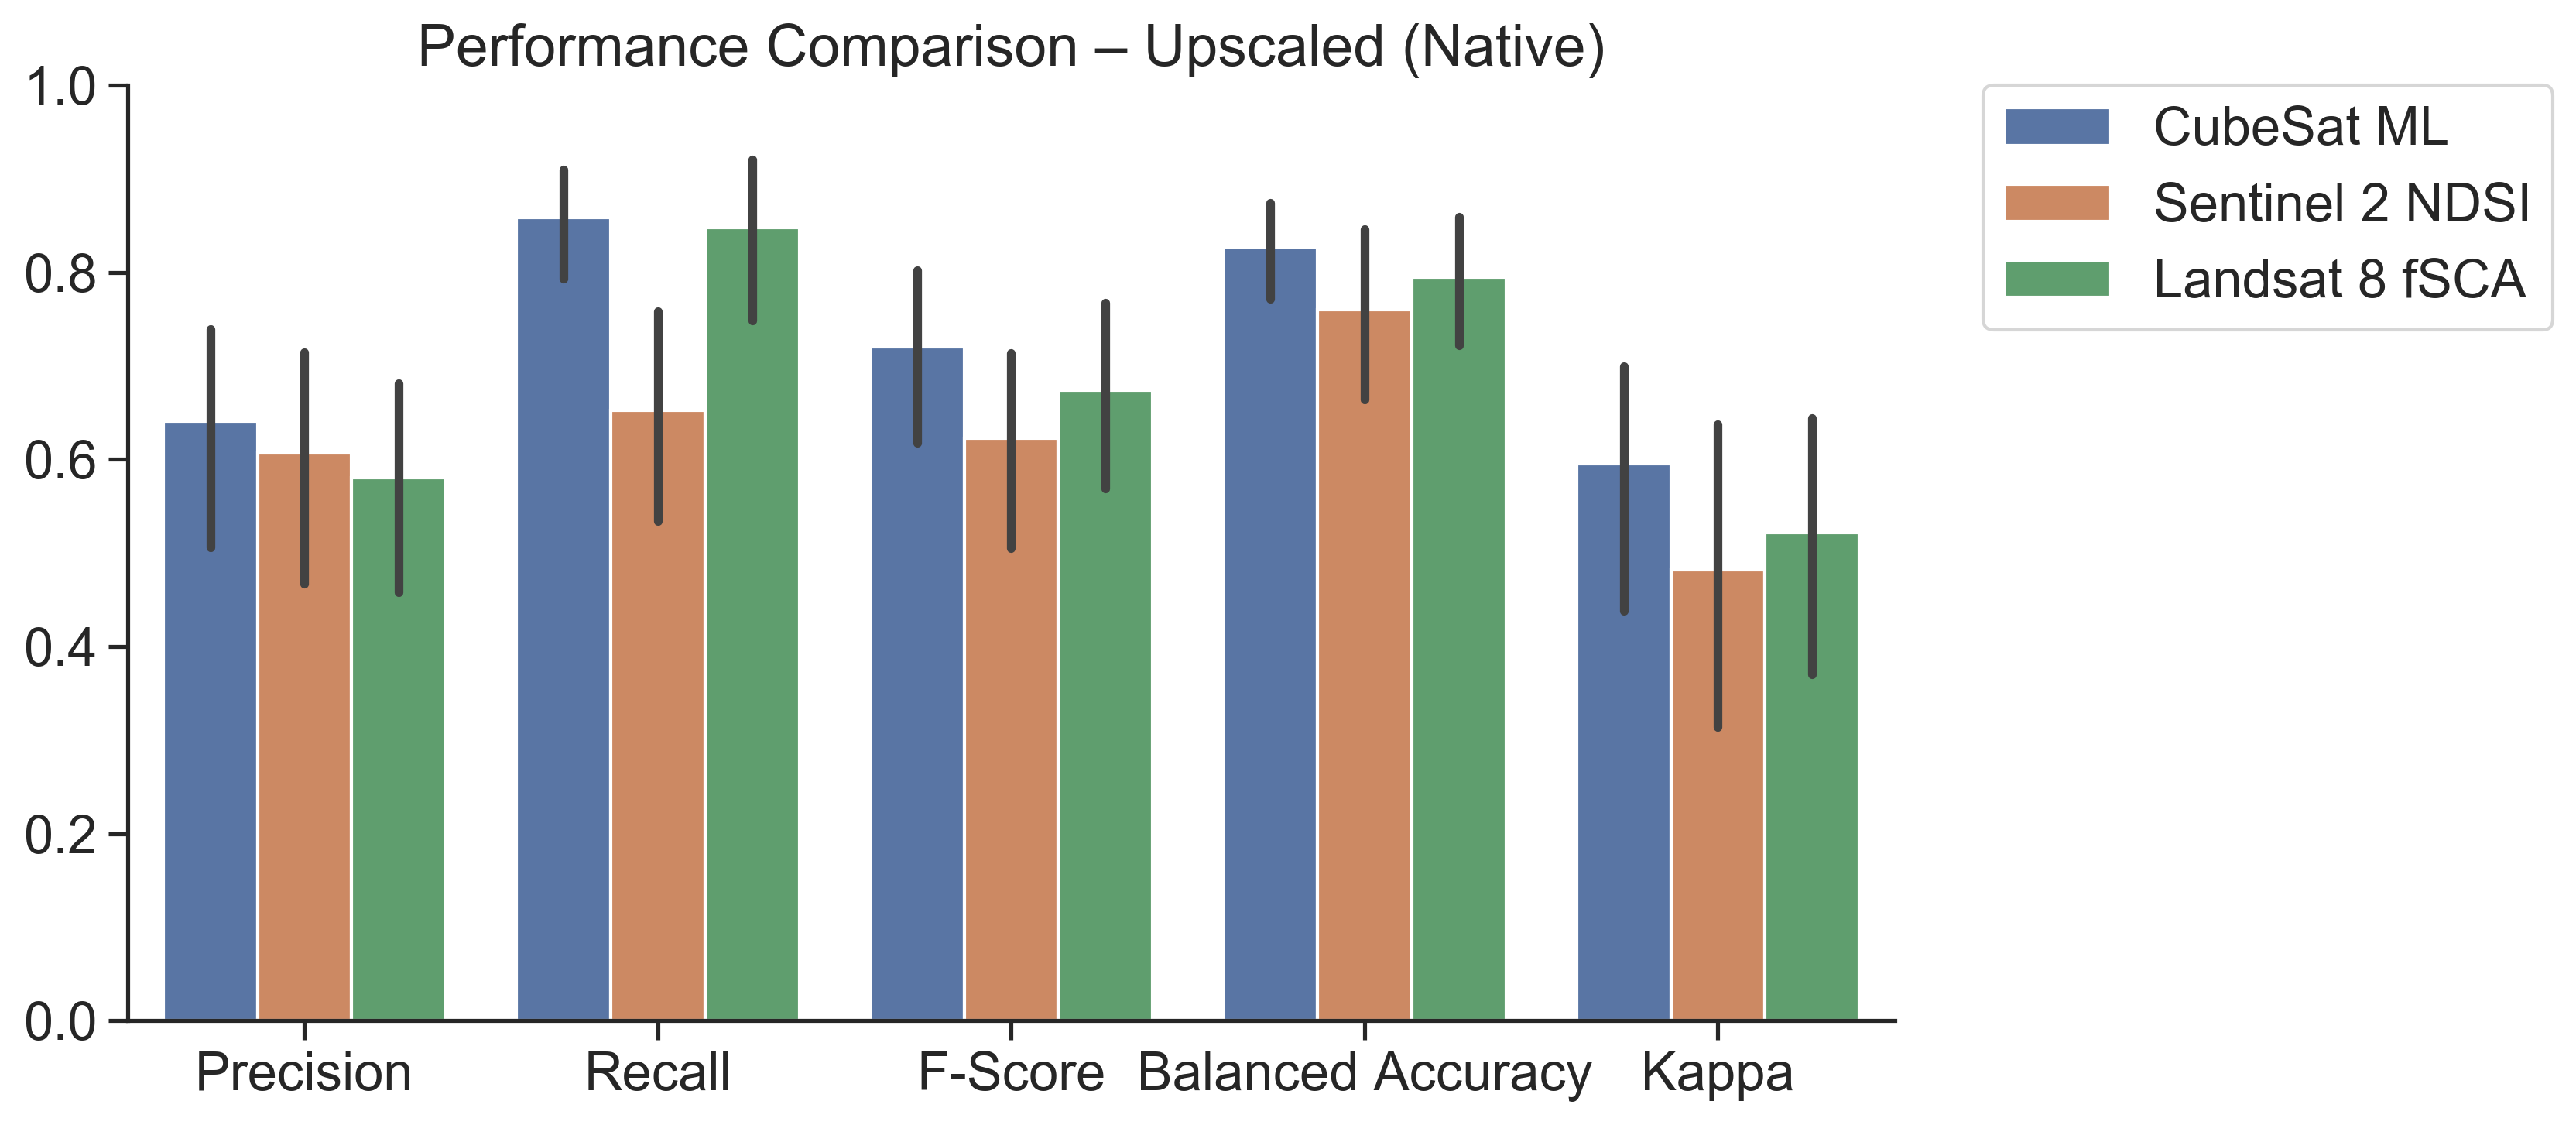 Performance Comparison – Upscaled (Native)
1.0
0.8
0.6
0.4
0.2
0.0
Precision
Recall
F-Score
Balanced Accuracy
Kappa
CubeSat ML
Sentinel 2 NDSI
Landsat 8 fSCA